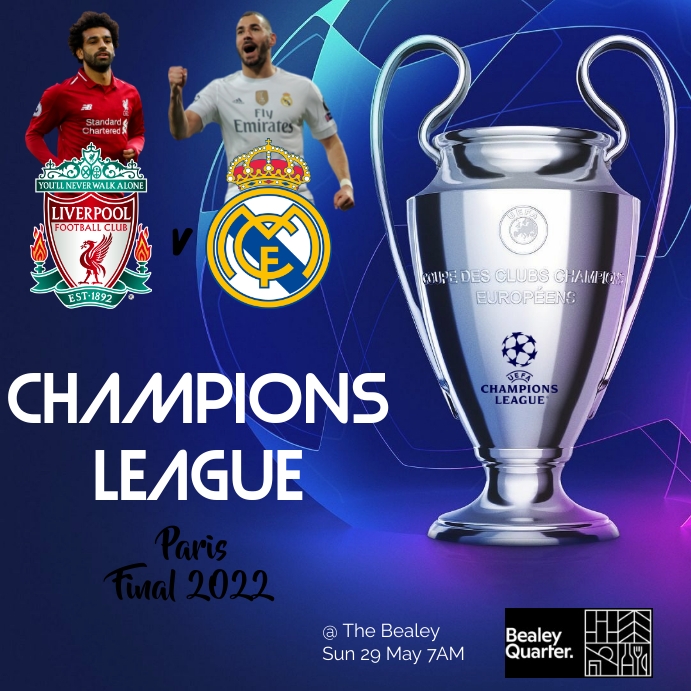 Standard
Chartered
Fly
Emirates
YOU'LL NEVER WALK ALONE
LIVERPOOL
FOOTBALL CLUB
EST·1892
V
UEFA
COUPE DES CLUBS CHAMPIONS
EUROPÉENS
UEFA
CHAMPIONS
LEAGUE
CHAMPIONS
LEAGUE
Paris
Final 2022
@ The Bealey
Sun 29 May 7AM
Bealey
Quarter.